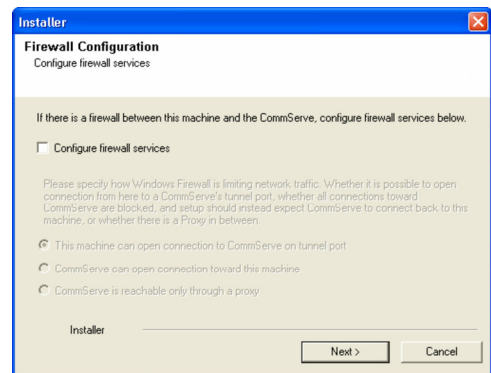 Installer
Firewall Configuration
Configure firewall services
If there is a firewall between this machine and the CommServe, configure firewall services below.
Configure firewall services
Please specify how Windows Firewall is limiting network traffic. Whether it is possible to open
connection from here to a CommServe's tunnel port, whether all connections toward
CommServe are blocked, and setup should instead expect CommServe to connect back to this
machine, or whether there is a Proxy in between.
This machine can open connection to CommServe on tunnel port
CommServe can open connection toward this machine
CommServe is reachable only through a proxy
Installer
Next >
Cancel